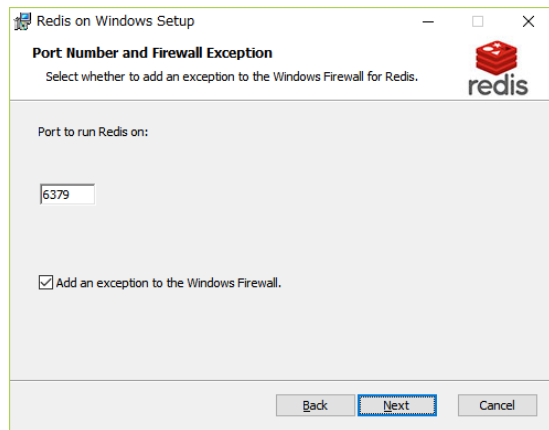 Redis on Windows Setup
Port Number and Firewall Exception
Select whether to add an exception to the Windows Firewall for Redis.
redis
Port to run Redis on:
6379
Add an exception to the Windows Firewall.
Back
Next
Cancel